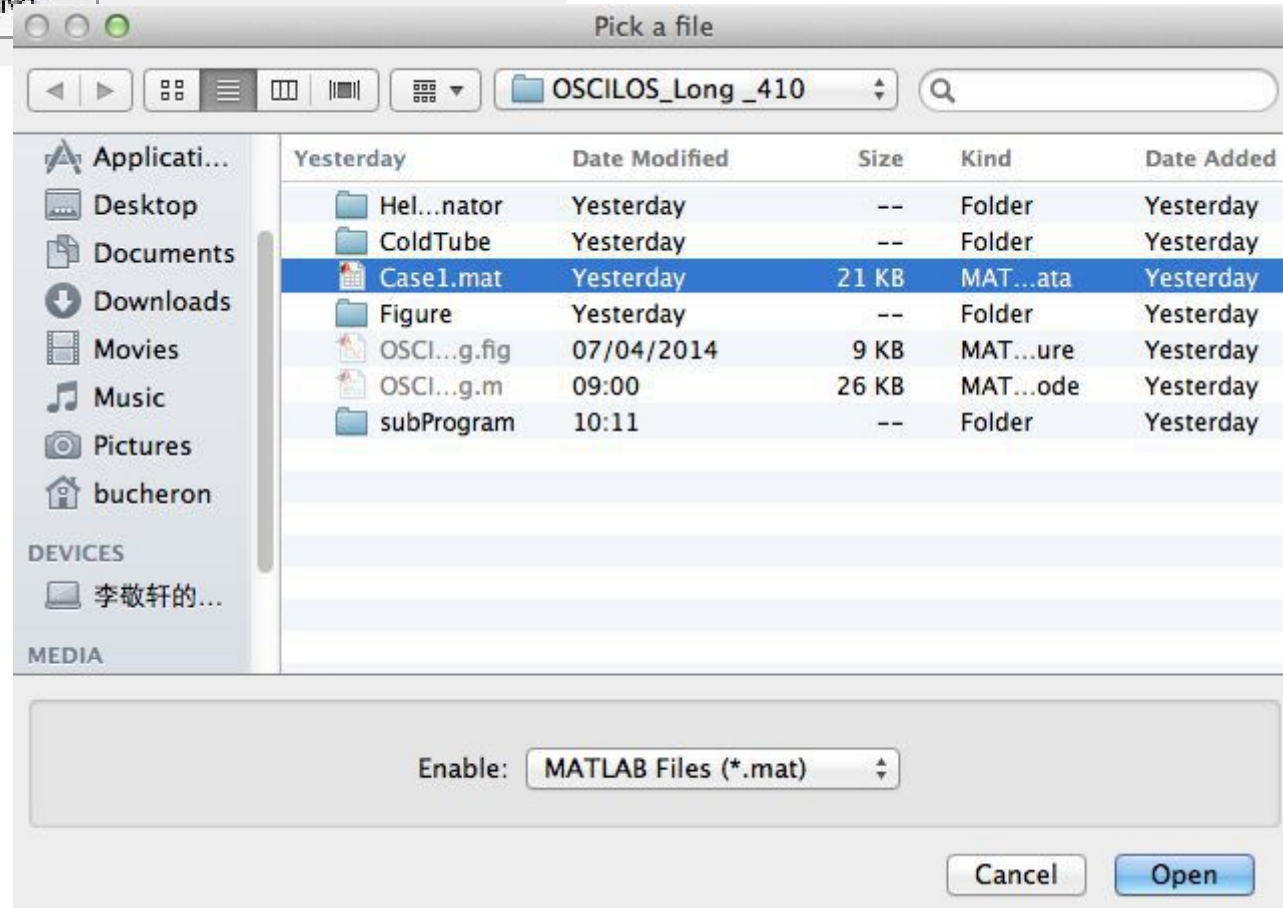 Pick a file
OSCILOS_Long _410
Applicati...
Desktop
Documents
Downloads
Movies
Music
Pictures
bucheron
DEVICES
李敬轩的...
MEDIA
Yesterday Date Modified Size Kind Date Added
Hel...nator Yesterday -- Folder Yesterday
ColdTube Yesterday -- Folder Yesterday
Case1.mat Yesterday 21 KB MAT...ata Yesterday
Figure Yesterday -- Folder Yesterday
OSCI...g.fig 07/04/2014 9 KB MAT...ure Yesterday
OSCI...g.m 09:00 26 KB MAT...ode Yesterday
subProgram 10:11 -- Folder Yesterday
Enable: MATLAB Files (*.mat)
Cancel Open